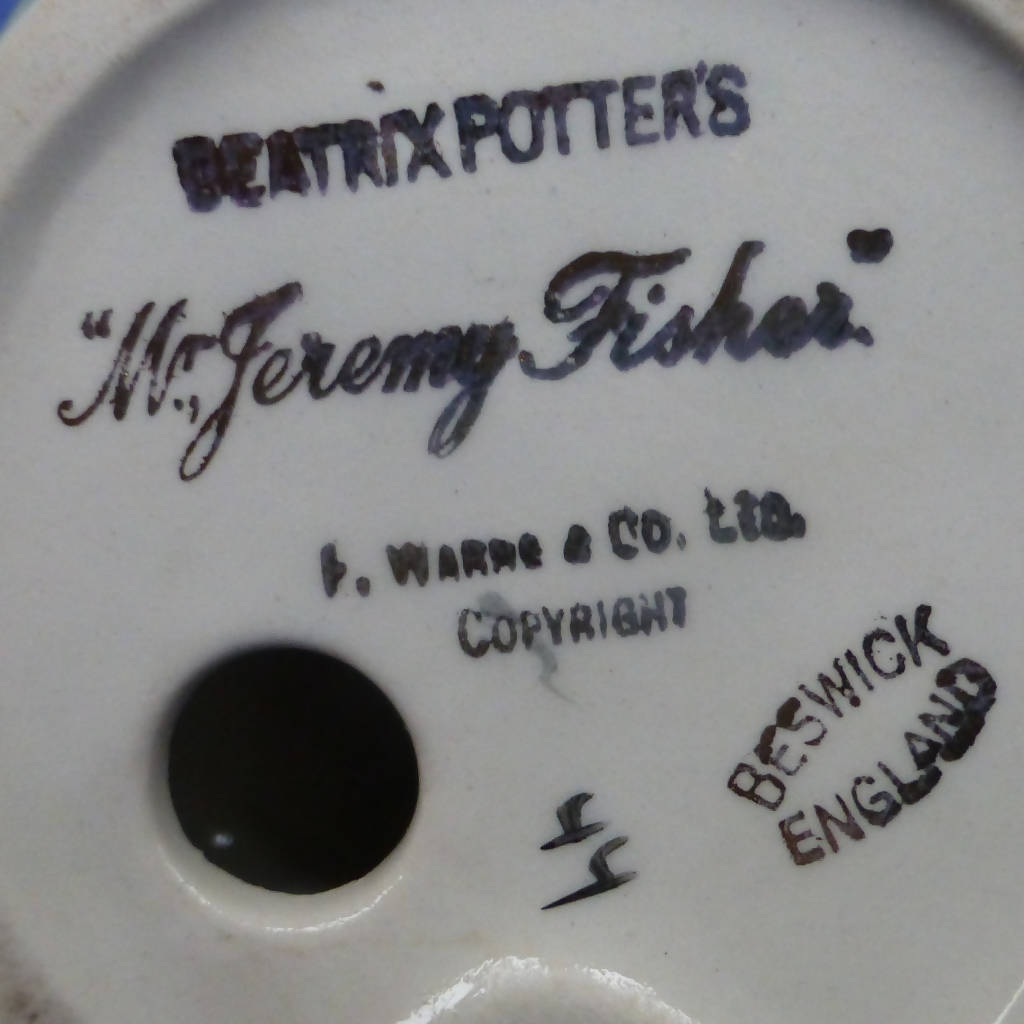 BEATRIX POTTER'S
"Mr. Jeremy Fisher"
F. WARNE & CO. LTD.
COPYRIGHT
BESWICK
ENGLAND